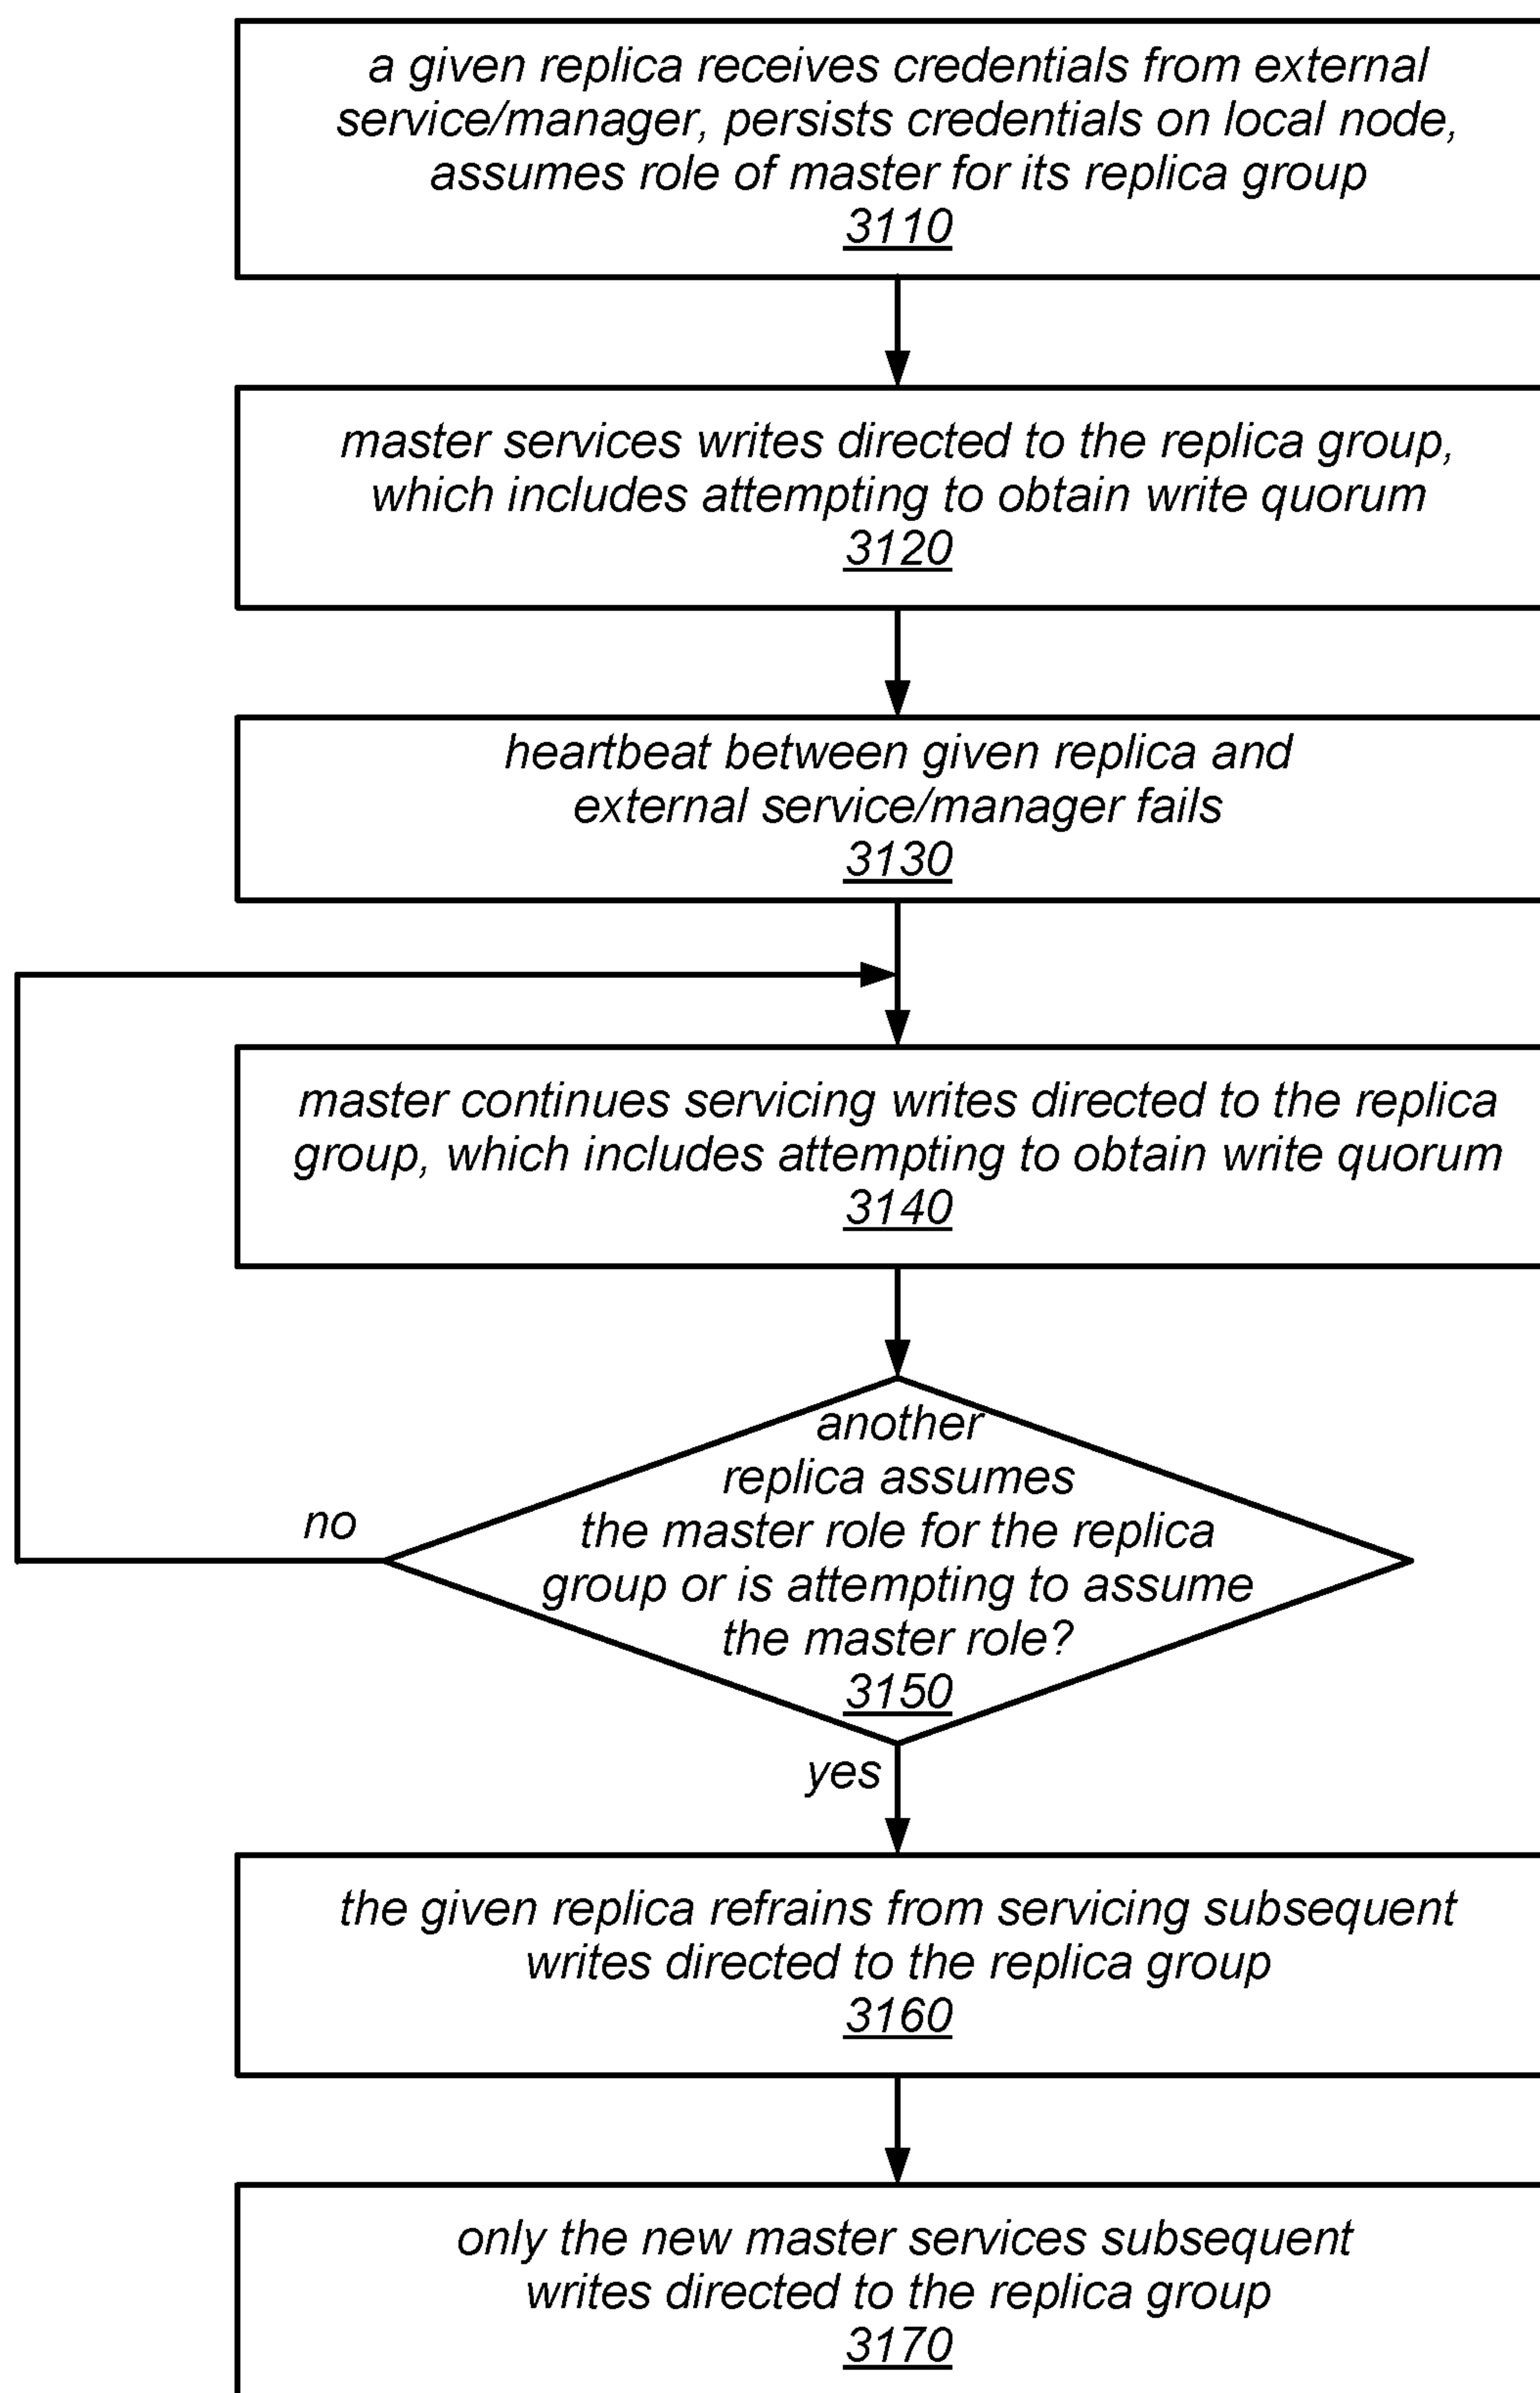 a given replica receives credentials from external
service/manager, persists credentials on local node,
assumes role of master for its replica group
3110
master services writes directed to the replica group,
which includes attempting to obtain write quorum
3120
heartbeat between given replica and
external service/manager fails
3130
master continues servicing writes directed to the replica
group, which includes attempting to obtain write quorum
3140
another
replica assumes
the master role for the replica
group or is attempting to assume
the master role?
3150
no
yes
the given replica refrains from servicing subsequent
writes directed to the replica group
3160
only the new master services subsequent
writes directed to the replica group
3170